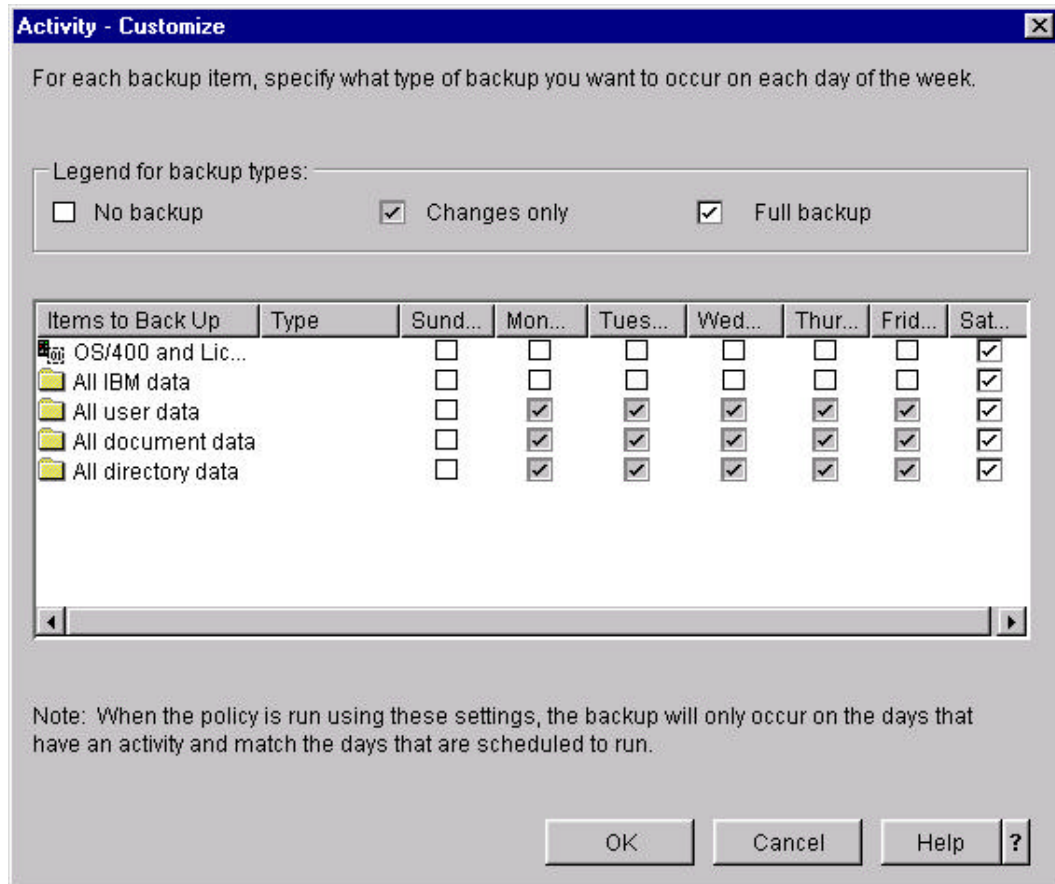 Activity - Customize
For each backup item, specify what type of backup you want to occur on each day of the week.
Legend for backup types:
No backup Changes only Full backup
Items to Back Up Type Sund... Mon... Tues... Wed... Thur... Frid... Sat...
OS/400 and Lic...
All IBM data
All user data
All document data
All directory data
Note: When the policy is run using these settings, the backup will only occur on the days that
have an activity and match the days that are scheduled to run.
OK Cancel Help ?